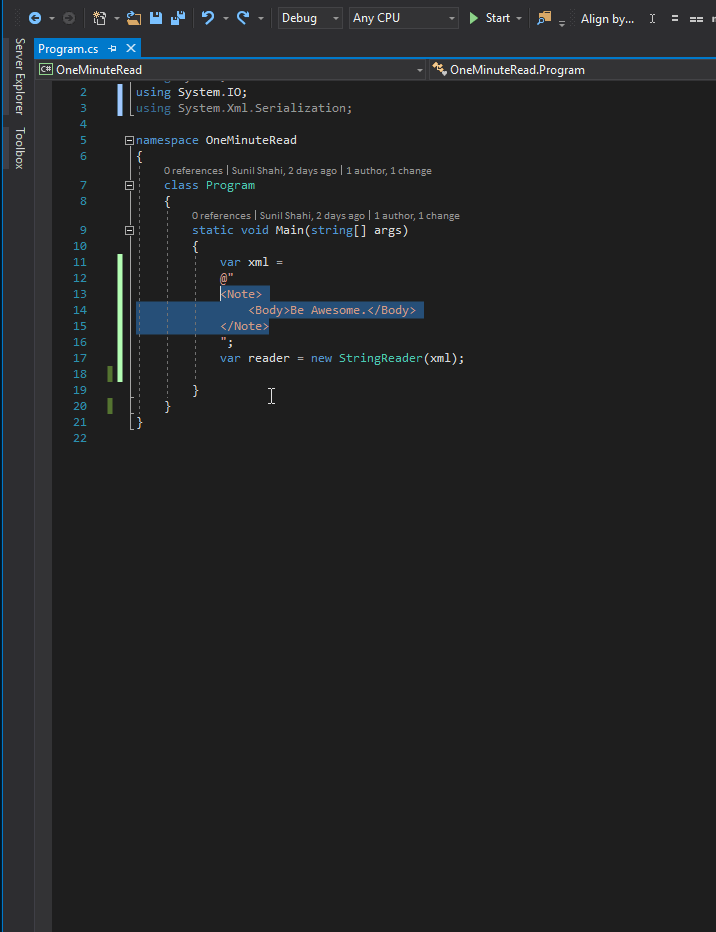 Debug
Any CPU
Start
Align by...
Program.cs
Server Explorer
Toolbox
C# OneMinuteRead
OneMinuteRead.Program
2 using System.IO;
3 using System.Xml.Serialization;
4
5 namespace OneMinuteRead
6 {
0 references | Sunil Shahi, 2 days ago | 1 author, 1 change
7 class Program
8 {
0 references | Sunil Shahi, 2 days ago | 1 author, 1 change
9 static void Main(string[] args)
10 {
11 var xml =
12 @"
13 <Note>
14 <Body>Be Awesome.</Body>
15 </Note>
16 ";
17 var reader = new StringReader(xml);
18
19 }
20 }
21 }
22